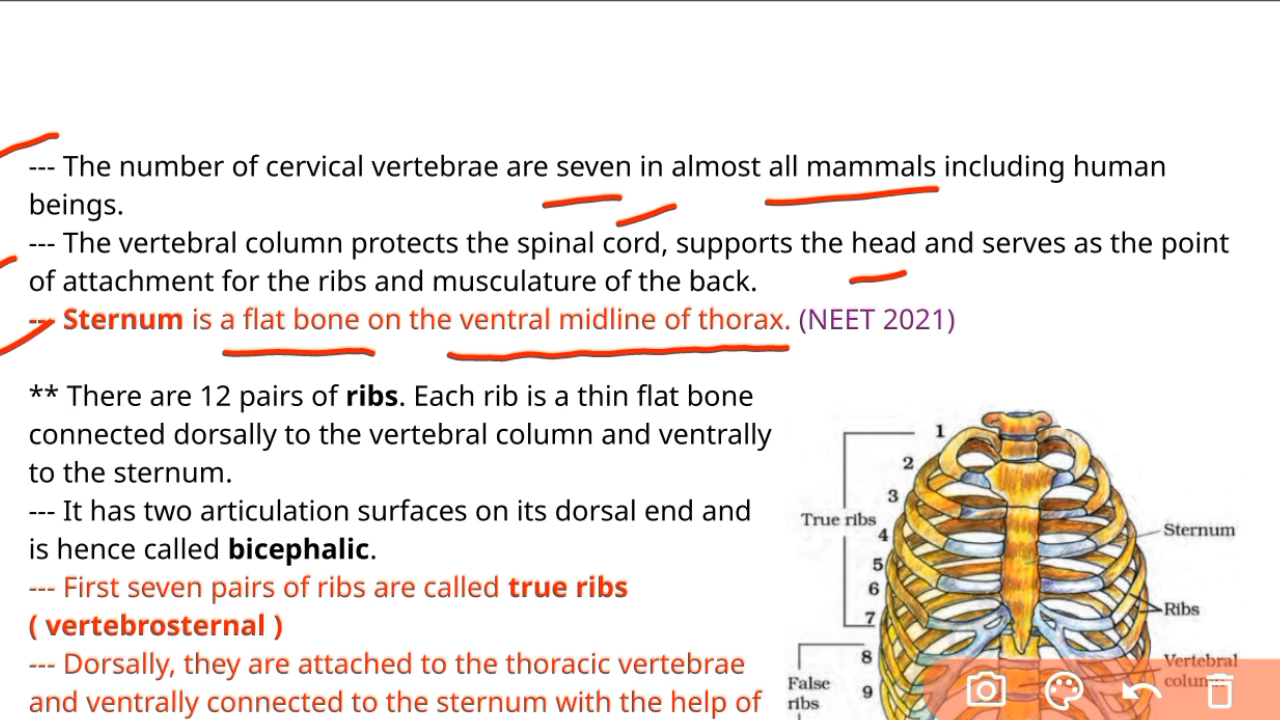 --- The number of cervical vertebrae are seven in almost all mammals including human
beings.
--- The vertebral column protects the spinal cord, supports the head and serves as the point
of attachment for the ribs and musculature of the back.
--- Sternum is a flat bone on the ventral midline of thorax. (NEET 2021)
** There are 12 pairs of ribs. Each rib is a thin flat bone
connected dorsally to the vertebral column and ventrally
to the sternum.
--- It has two articulation surfaces on its dorsal end and
is hence called bicephalic.
--- First seven pairs of ribs are called true ribs
( vertebrosternal )
--- Dorsally, they are attached to the thoracic vertebrae
and ventrally connected to the sternum with the help of
1
2
3
True ribs
4
5
6
7
8
False
ribs
9
Sternum
Ribs
Vertebral